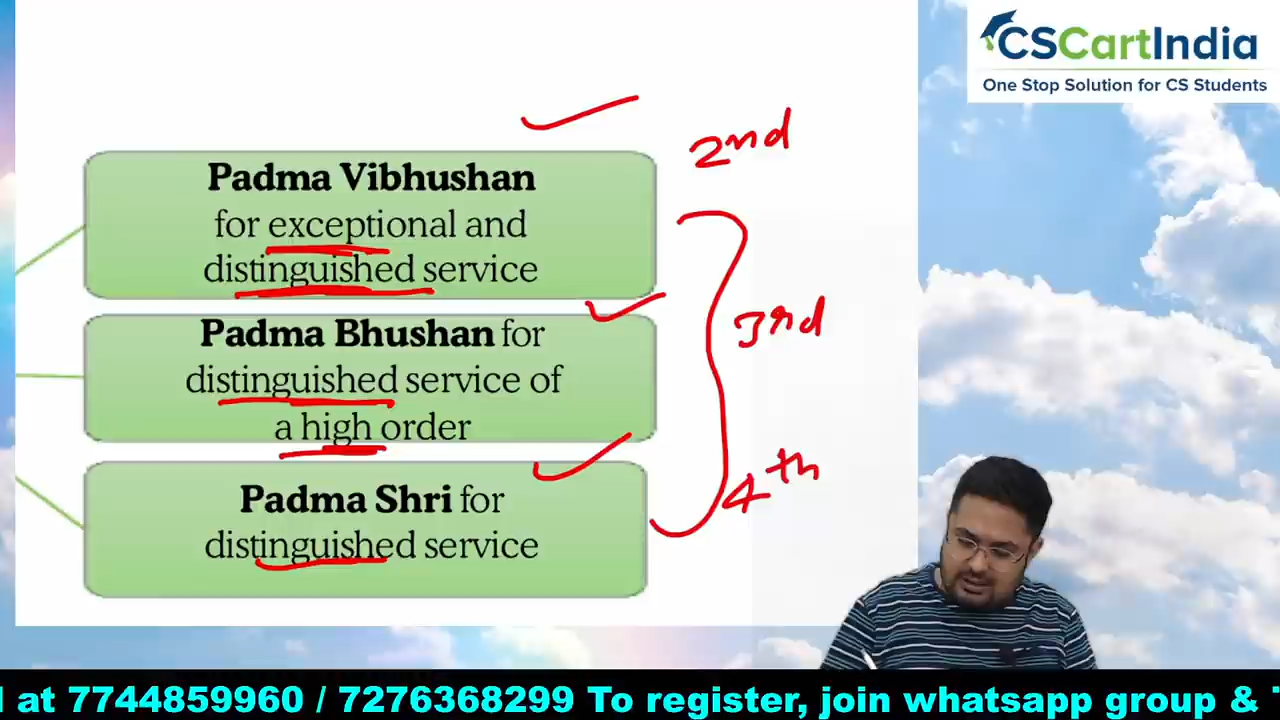 CSCartIndia
One Stop Solution for CS Students
2nd
Padma Vibhushan
for exceptional and
distinguished service
3rd
Padma Bhushan for
distinguished service of
a high order
4th
Padma Shri for
distinguished service
at 7744859960 / 7276368299 To register, join whatsapp group &